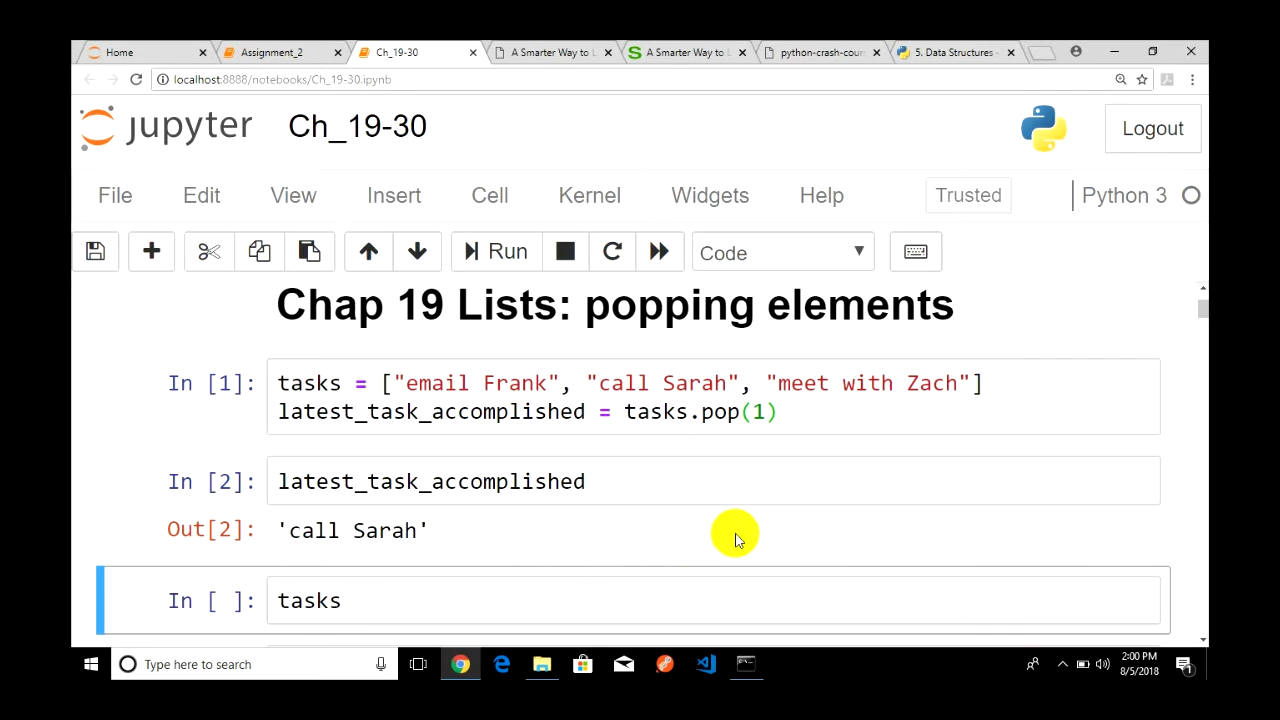 Home
Assignment_2
Ch_19-30
A Smarter Way to L
A Smarter Way to L
python-crash-cour
5. Data Structures —
localhost:8888/notebooks/Ch_19-30.ipynb
jupyter Ch_19-30
Logout
File Edit View Insert Cell Kernel Widgets Help Trusted Python 3
Run Code
Chap 19 Lists: popping elements
In [1]: tasks = ["email Frank", "call Sarah", "meet with Zach"]
latest_task_accomplished = tasks.pop(1)
In [2]: latest_task_accomplished
Out[2]: 'call Sarah'
In [ ]: tasks
Type here to search
2:00 PM
8/5/2018
1